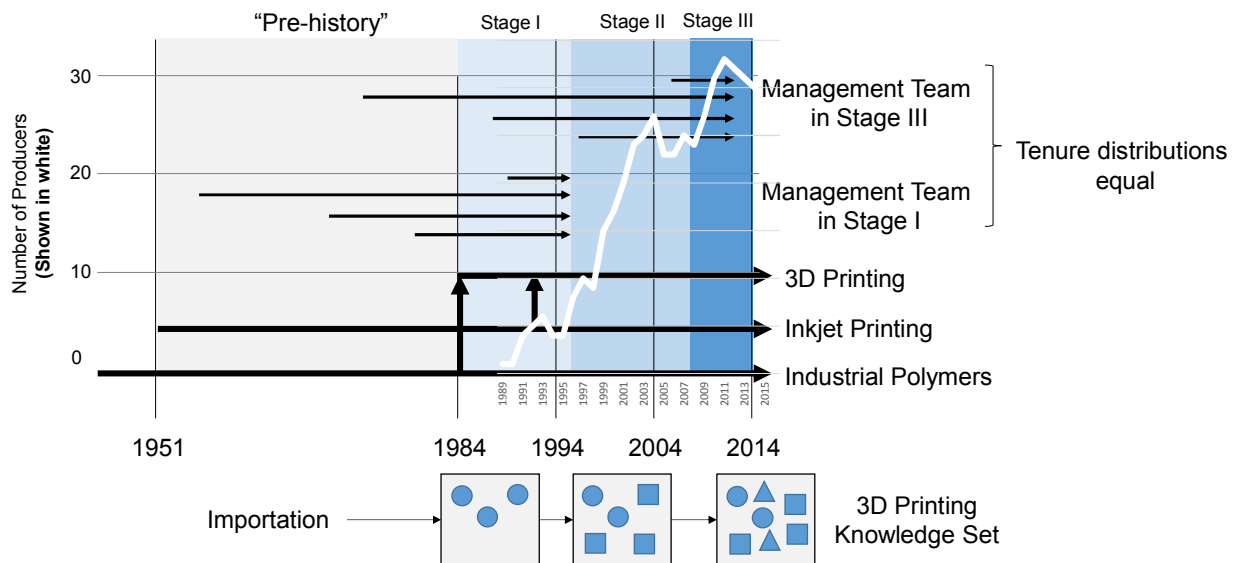 “Pre-history”
Stage I
Stage II
Stage III
Number of Producers
(Shown in white)
30
20
10
0
Management Team
in Stage III
Management Team
in Stage I
Tenure distributions
equal
3D Printing
Inkjet Printing
Industrial Polymers
1989
1991
1993
1995
1997
1999
2001
2003
2005
2007
2009
2011
2013
2015
1951
1984
1994
2004
2014
Importation
3D Printing
Knowledge Set